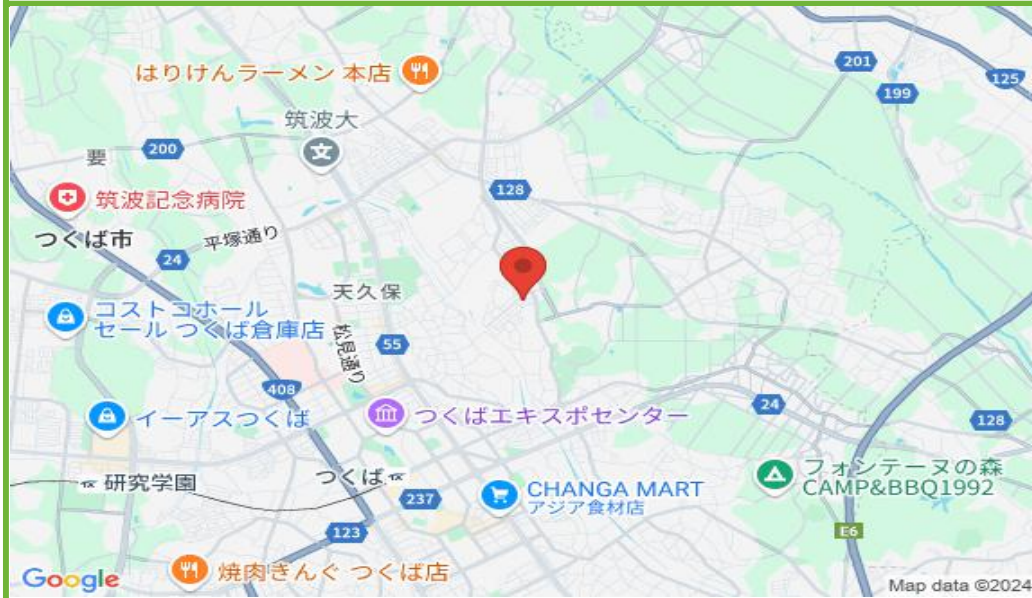 はりけんラーメン 本店
201
125
199
筑波大
200
要
128
筑波記念病院
つくば市
平塚通り
24
天久保
コストコホール
セール つくば倉庫店
松見通り
55
408
イーアスつくば
つくばエキスポセンター
24
128
研究学園
つくば
237
CHANGA MART
アジア食材店
フォンテーヌの森
CAMP&BBQ1992
123
E6
焼肉きんぐ つくば店
Google
Map data ©2024